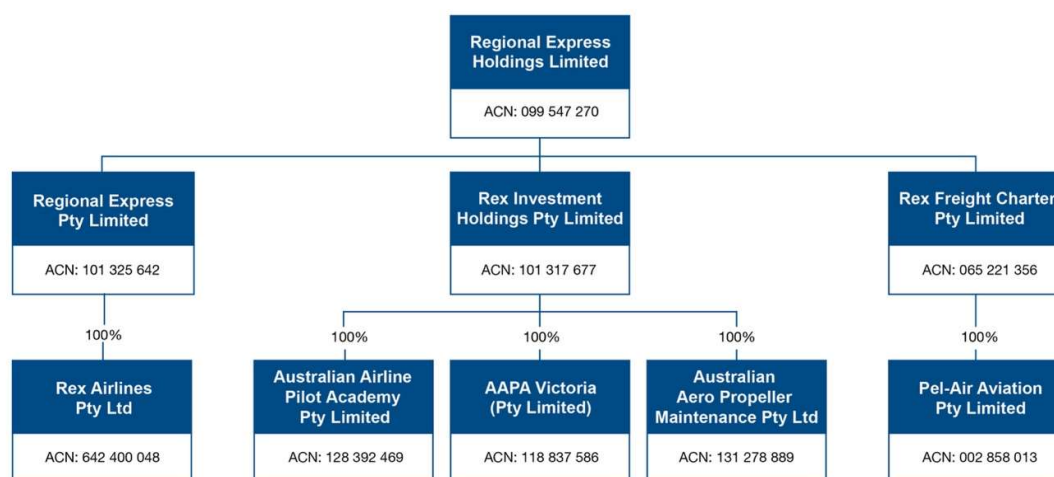 Regional Express
Holdings Limited
ACN: 099 547 270
Regional Express
Pty Limited
ACN: 101 325 642
Rex Investment
Holdings Pty Limited
ACN: 101 317 677
Rex Freight Charter
Pty Limited
ACN: 065 221 356
100%
100%
100%
100%
100%
Rex Airlines
Pty Ltd
ACN: 642 400 048
Australian Airline
Pilot Academy
Pty Limited
ACN: 128 392 469
AAPA Victoria
(Pty Limited)
ACN: 118 837 586
Australian
Aero Propeller
Maintenance Pty Ltd
ACN: 131 278 889
Pel-Air Aviation
Pty Limited
ACN: 002 858 013